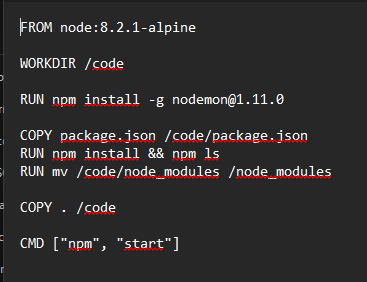 FROM node:8.2.1-alpine
WORKDIR /code
RUN npm install -g nodemon@1.11.0
COPY package.json /code/package.json
RUN npm install && npm ls
RUN mv /code/node_modules /node_modules
COPY . /code
CMD ["npm", "start"]